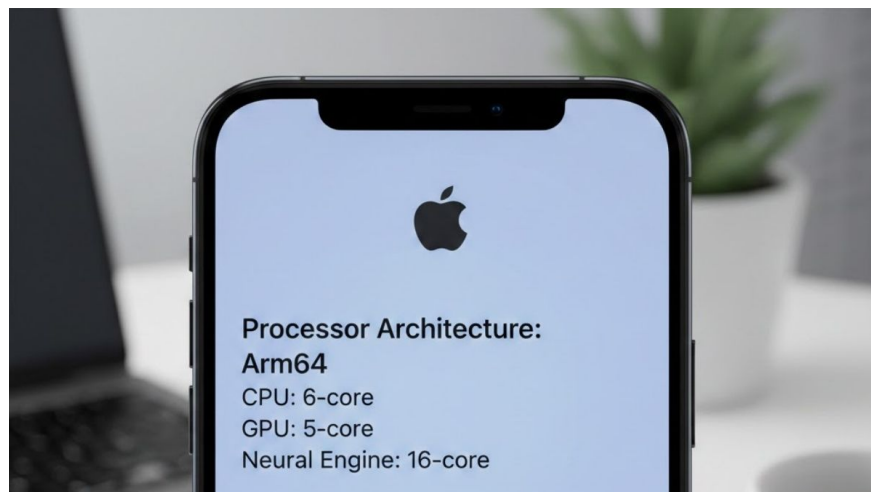 Processor Architecture:
Arm64
CPU: 6-core
GPU: 5-core
Neural Engine: 16-core